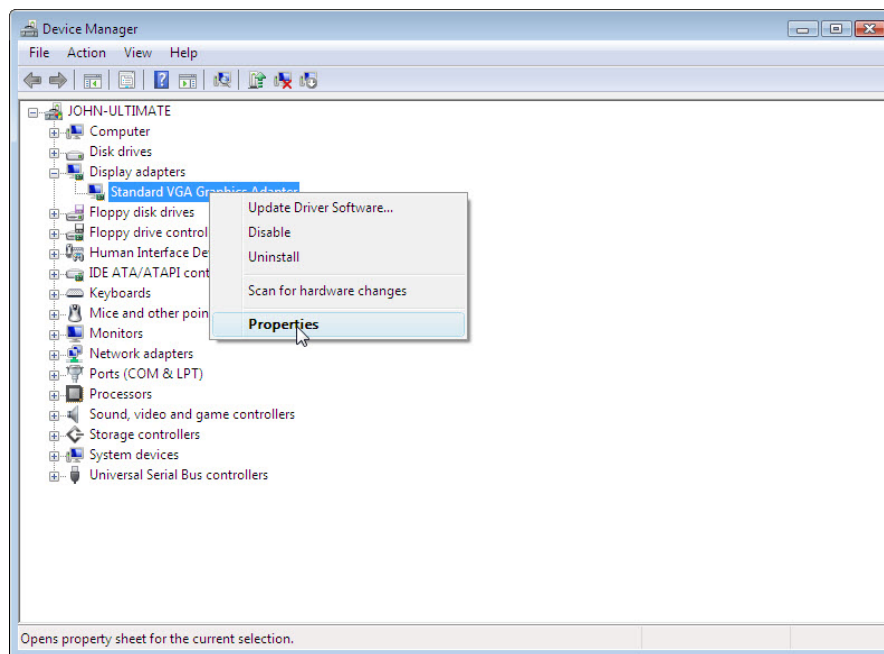 Device Manager
File Action View Help
JOHN-ULTIMATE
Computer
Disk drives
Display adapters
Standard VGA Graphics Adapter
Floppy disk drives
Floppy drive control
Human Interface De
IDE ATA/ATAPI cont
Keyboards
Mice and other poin
Monitors
Network adapters
Ports (COM & LPT)
Processors
Sound, video and game controllers
Storage controllers
System devices
Universal Serial Bus controllers
Update Driver Software...
Disable
Uninstall
Scan for hardware changes
Properties
Opens property sheet for the current selection.